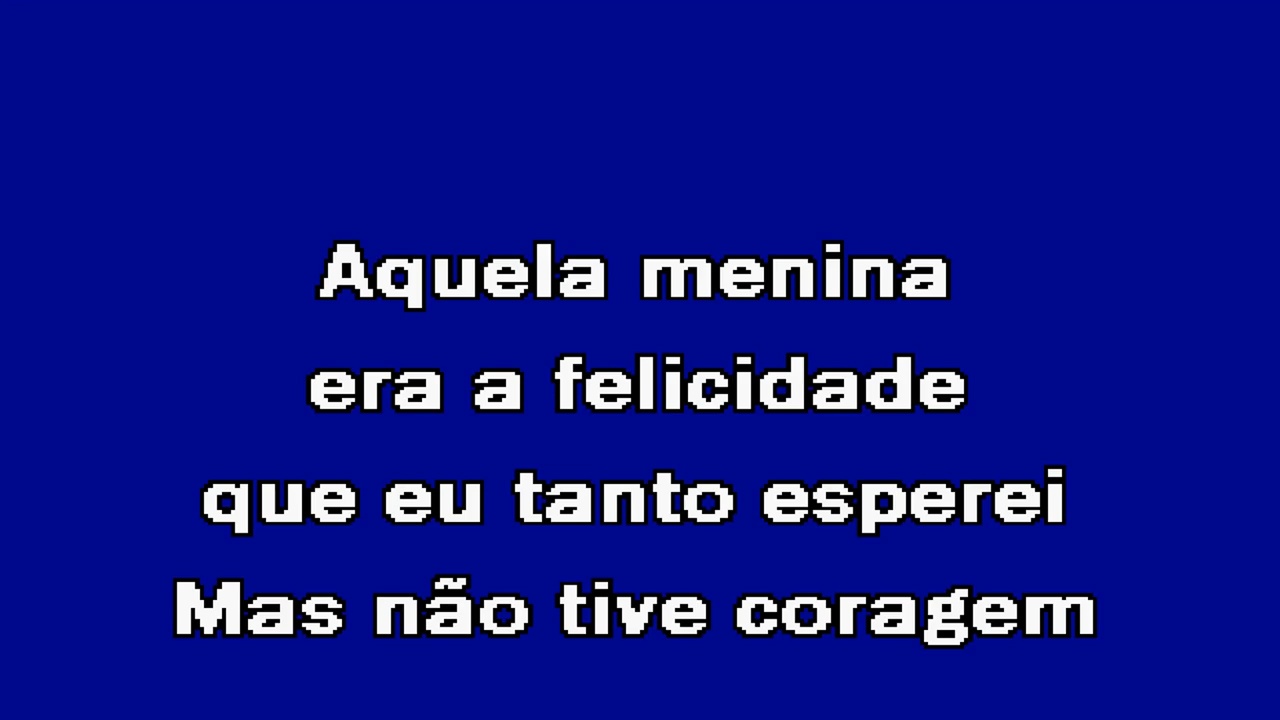 Aquela menina
era a felicidade
que eu tanto esperei
Mas não tive coragem